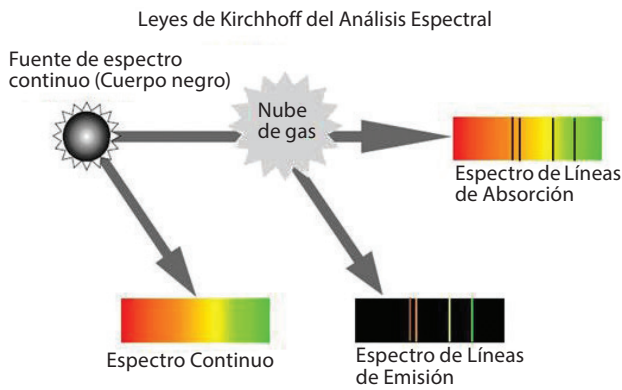 Leyes de Kirchhoff del Análisis Espectral
Fuente de espectro
continuo (Cuerpo negro)
Nube
de gas
Espectro de Líneas
de Absorción
Espectro Continuo
Espectro de Líneas
de Emisión